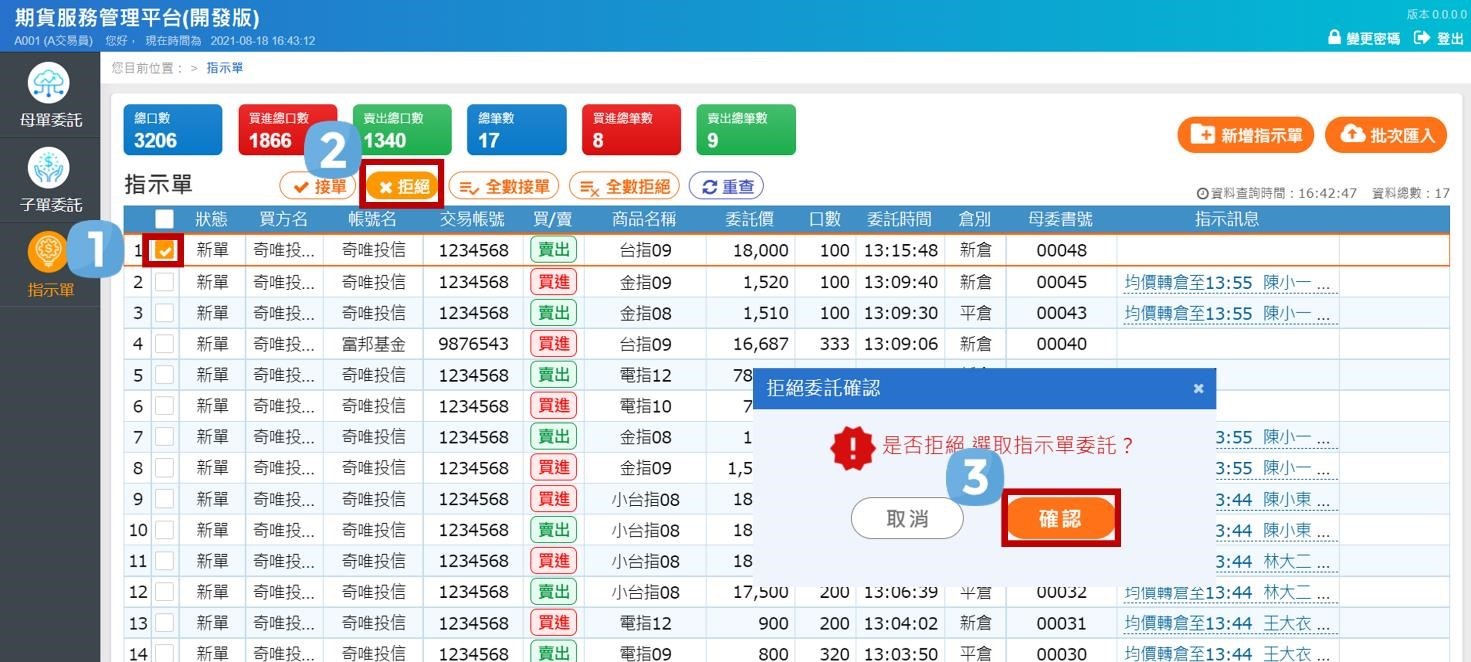 期貨服務管理平台(開發版)
版本 0.0.0.0
A001 (A交易員) 您好， 現在時間為 2021-08-18 16:43:12
變更密碼 登出
您目前位置： > 指示單
母單委託
子單委託
指示單
總口數 買進總口數 賣出總口數 總筆數 買進總筆數 賣出總筆數
3206 1866 1340 17 8 9
新增指示單 批次匯入
1
2
3
指示單 接單 拒絕 全數接單 全數拒絕 重查
資料查詢時間：16:42:47 資料總數：17
狀態 買方名 帳號名 交易帳號 買/賣 商品名稱 委託價 口數 委託時間 倉別 母委書號 指示訊息
1 新單 奇唯投... 奇唯投信 1234568 賣出 台指09 18,000 100 13:15:48 新倉 00048
2 新單 奇唯投... 奇唯投信 1234568 買進 金指09 1,520 100 13:09:40 新倉 00045 均價轉倉至13:55 陳小一 ...
3 新單 奇唯投... 奇唯投信 1234568 賣出 金指08 1,510 100 13:09:30 平倉 00043 均價轉倉至13:55 陳小一 ...
4 新單 奇唯投... 富邦基金 9876543 買進 台指09 16,687 333 13:09:06 新倉 00040
5 新單 奇唯投... 奇唯投信 1234568 賣出 電指12 78
6 新單 奇唯投... 奇唯投信 1234568 買進 電指10 7
7 新單 奇唯投... 奇唯投信 1234568 賣出 金指08 1 3:55 陳小一 ...
8 新單 奇唯投... 奇唯投信 1234568 買進 金指09 1,5 3:55 陳小一 ...
9 新單 奇唯投... 奇唯投信 1234568 買進 小台指08 18 3:44 陳小東 ...
10 新單 奇唯投... 奇唯投信 1234568 賣出 小台指08 18 3:44 陳小東 ...
11 新單 奇唯投... 奇唯投信 1234568 買進 小台指08 18 3:44 林大二 ...
12 新單 奇唯投... 奇唯投信 1234568 賣出 小台指08 17,500 200 13:06:39 平倉 00032 均價轉倉至13:44 林大二 ...
13 新單 奇唯投... 奇唯投信 1234568 買進 電指12 900 200 13:04:02 新倉 00031 均價轉倉至13:44 王大衣 ...
14 新單 奇唯投... 奇唯投信 1234568 賣出 電指09 800 320 13:03:50 平倉 00030 均價轉倉至13:44 王大衣 ...
拒絕委託確認
是否拒絕 選取指示單委託？
取消 確認